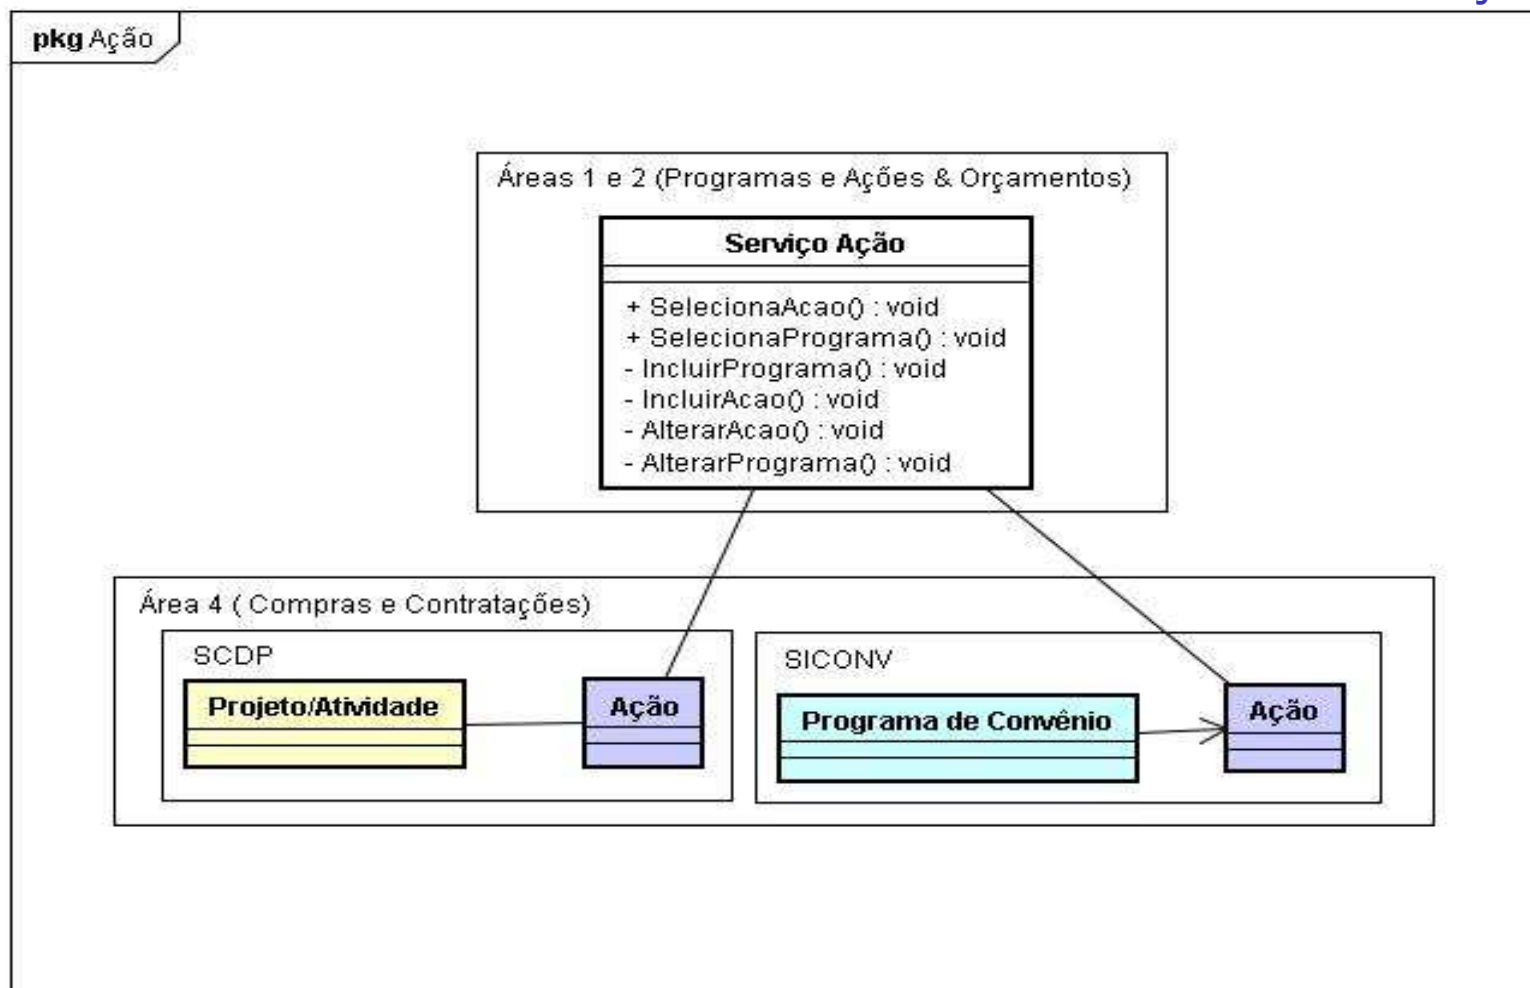 pkg Ação
Áreas 1 e 2 (Programas e Ações & Orçamentos)
Serviço Ação
+ SelecionaAcao() : void
+ SelecionaPrograma() : void
- IncluirPrograma() : void
- IncluirAcao() : void
- AlterarAcao() : void
- AlterarPrograma() : void
Área 4 ( Compras e Contratações)
SCDP
Projeto/Atividade
Ação
SICONV
Programa de Convênio
Ação